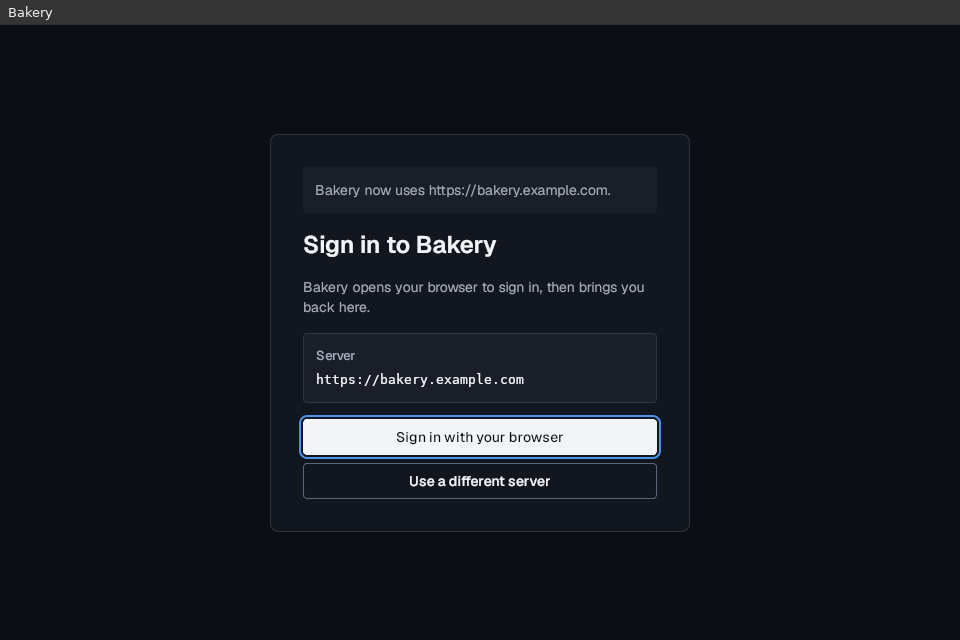 Bakery
Bakery now uses https://bakery.example.com.
Sign in to Bakery
Bakery opens your browser to sign in, then brings you
back here.
Server
https://bakery.example.com
Sign in with your browser
Use a different server